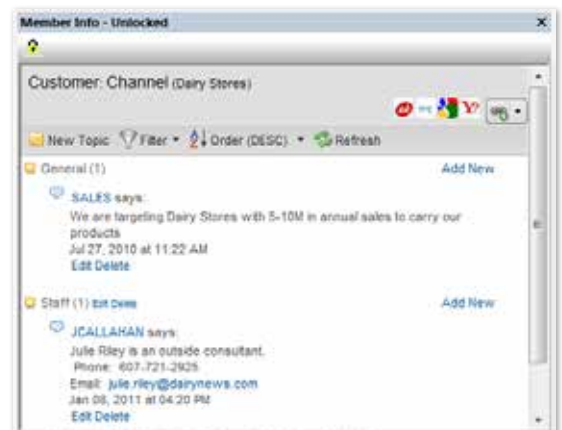 Member Info - Unlocked
Customer: Channel (Dairy Stores)
Y!
New Topic Filter Order (DESC) Refresh
General (1) Add New
SALES says:
We are targeting Dairy Stores with 5-10M in annual sales to carry our
products
Jul 27, 2010 at 11:22 AM
Edit Delete
Staff (1) Edit Delete Add New
JCALLAHAN says:
Julie Riley is an outside consultant.
Phone: 607-721-2925
Email: julie.riley@dairynews.com
Jan 08, 2011 at 04:20 PM
Edit Delete